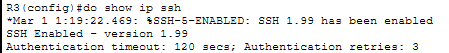 R3(config)#do show ip ssh
*Mar 1 1:19:22.469: %SSH-5-ENABLED: SSH 1.99 has been enabled
SSH Enabled - version 1.99
Authentication timeout: 120 secs; Authentication retries: 3